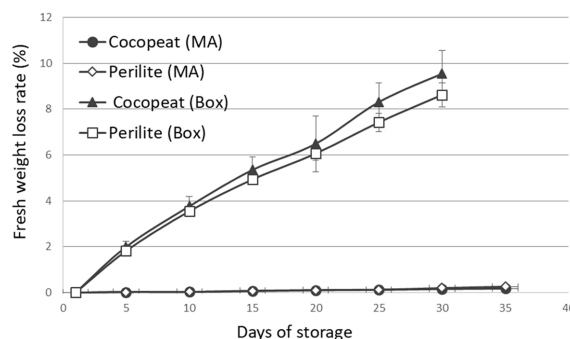 12
10
8
6
4
2
0
Fresh weight loss rate (%)
Cocopeat (MA)
Perilite (MA)
Cocopeat (Box)
Perilite (Box)
0 5 10 15 20 25 30 35 40
Days of storage